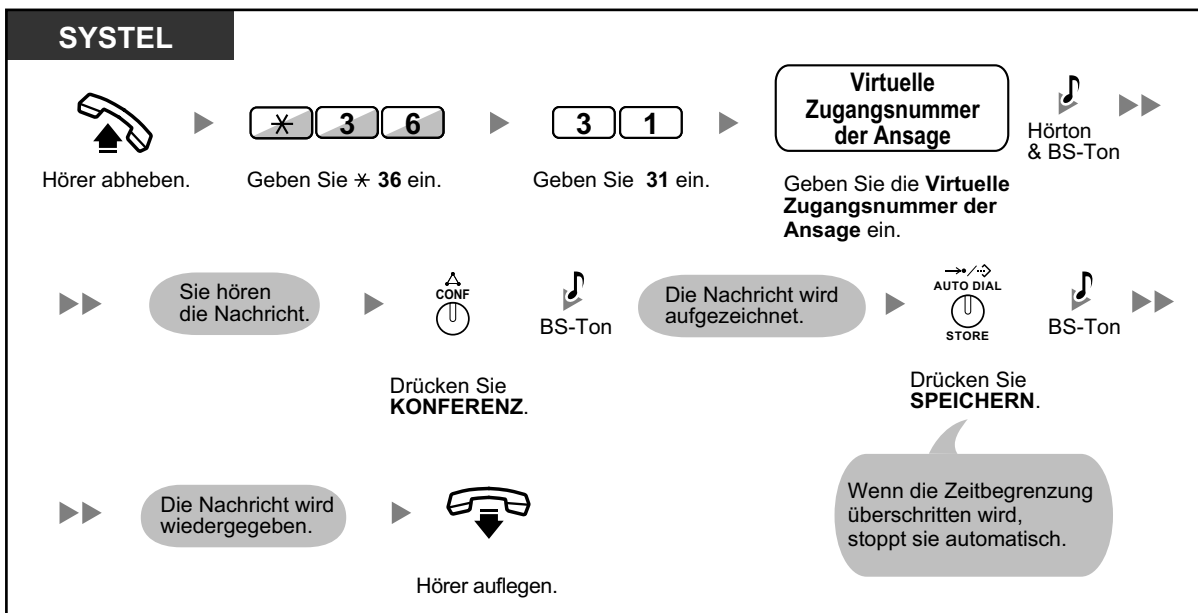 SYSTEL
✳ 3 6
3 1
Virtuelle
Zugangsnummer
der Ansage
Hörton
& BS-Ton
Hörer abheben.
Geben Sie ✳ 36 ein.
Geben Sie 31 ein.
Geben Sie die Virtuelle
Zugangsnummer der
Ansage ein.
Sie hören
die Nachricht.
CONF
BS-Ton
Die Nachricht wird
aufgezeichnet.
AUTO DIAL
STORE
BS-Ton
Drücken Sie
KONFERENZ.
Drücken Sie
SPEICHERN.
Die Nachricht wird
wiedergegeben.
Hörer auflegen.
Wenn die Zeitbegrenzung
überschritten wird,
stoppt sie automatisch.